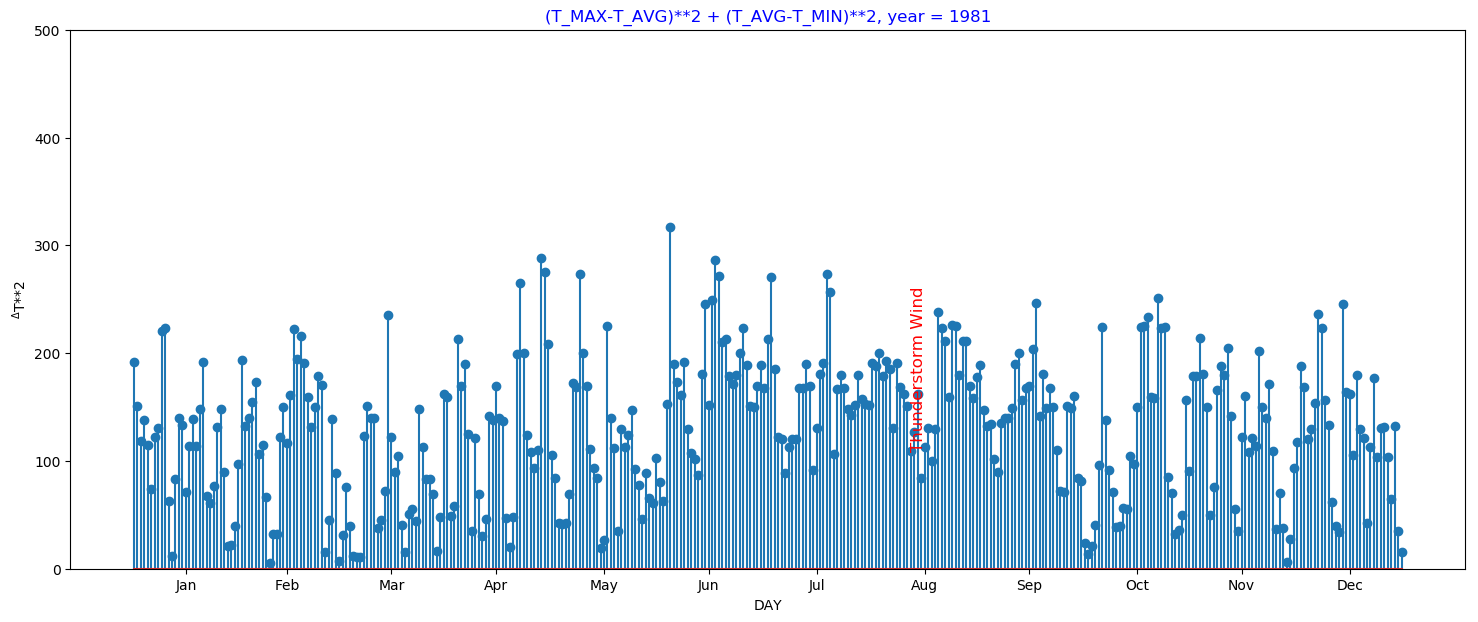 (T_MAX-T_AVG)**2 + (T_AVG-T_MIN)**2, year = 1981
500
400
300
200
100
0
ΔT**2
Thunderstorm Wind
Jan Feb Mar Apr May Jun Jul Aug Sep Oct Nov Dec
DAY